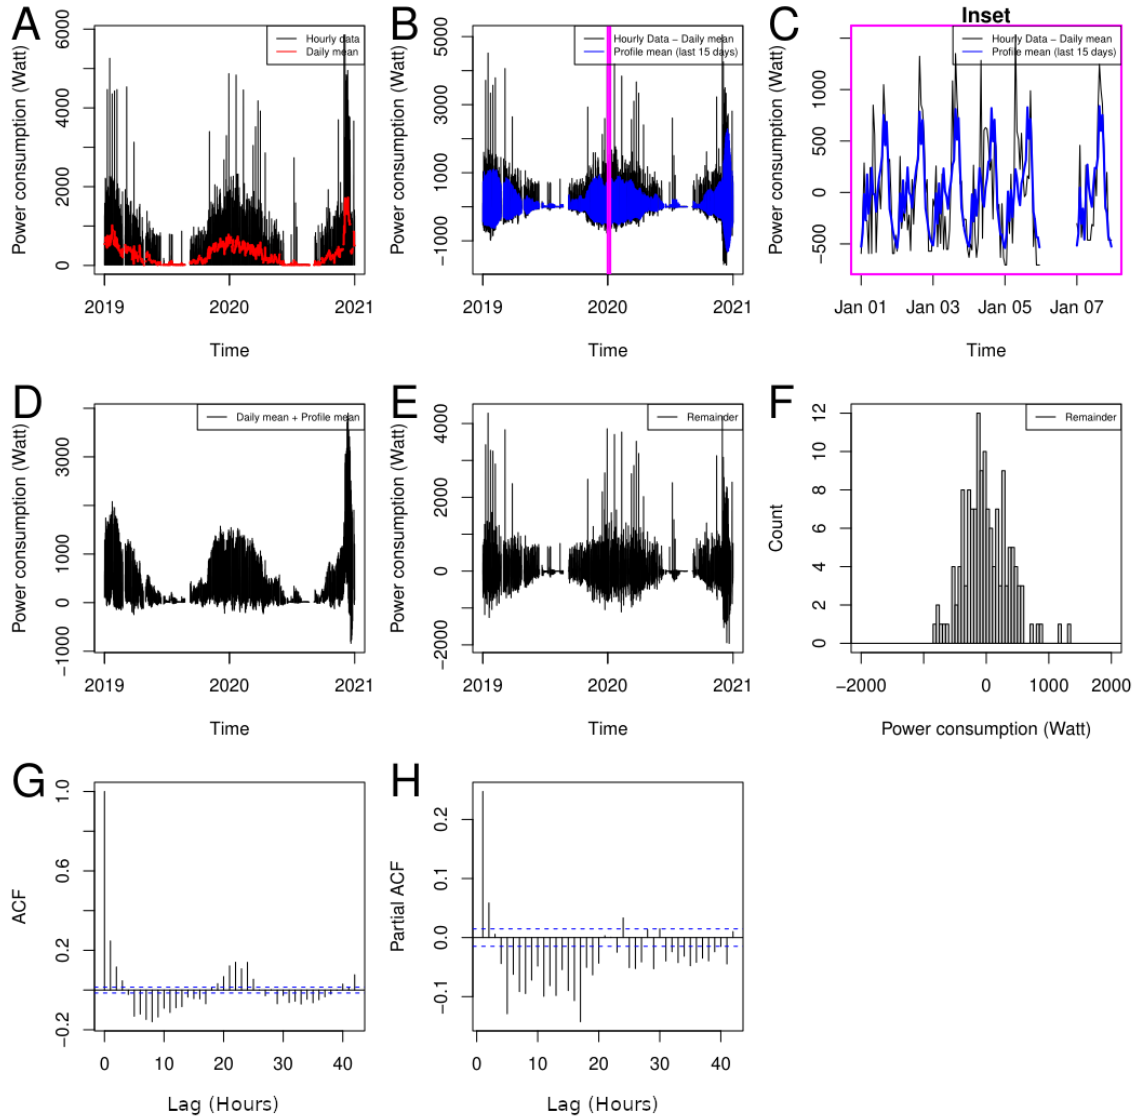 A
Power consumption (Watt)
0
2000
4000
6000
Hourly data
Daily mean
2019
2020
2021
Time
B
Power consumption (Watt)
−1000
1000
3000
5000
Hourly Data − Daily mean
Profile mean (last 15 days)
2019
2020
2021
Time
C
Inset
Power consumption (Watt)
−500
0
500
1000
Hourly Data − Daily mean
Profile mean (last 15 days)
Jan 01
Jan 03
Jan 05
Jan 07
Time
D
Power consumption (Watt)
−1000
0
1000
3000
Daily mean + Profile mean
2019
2020
2021
Time
E
Power consumption (Watt)
−2000
0
2000
4000
Remainder
2019
2020
2021
Time
F
Count
0
2
4
6
8
10
12
Remainder
−2000
0
1000
2000
Power consumption (Watt)
G
ACF
−0.2
0.2
0.6
1.0
0
10
20
30
40
Lag (Hours)
H
Partial ACF
−0.1
0.0
0.1
0.2
0
10
20
30
40
Lag (Hours)